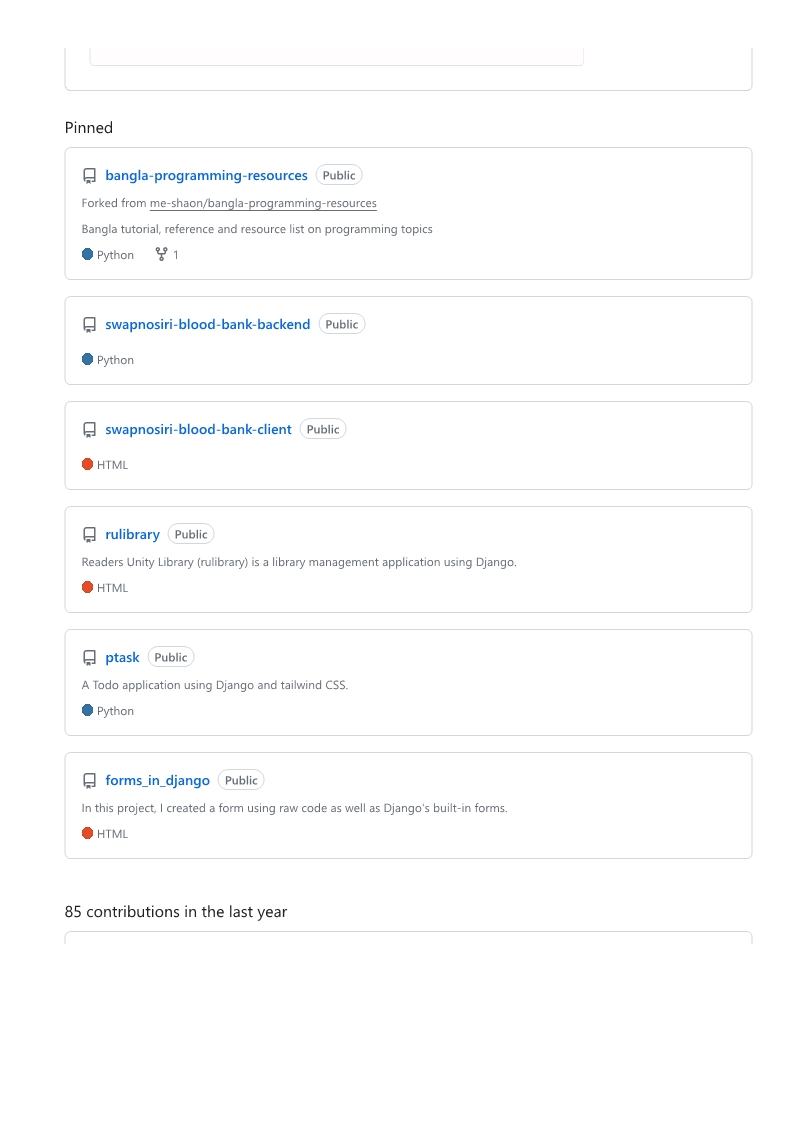 Pinned
bangla-programming-resources Public
Forked from me-shaon/bangla-programming-resources
Bangla tutorial, reference and resource list on programming topics
Python 1
swapnosiri-blood-bank-backend Public
Python
swapnosiri-blood-bank-client Public
HTML
rulibrary Public
Readers Unity Library (rulibrary) is a library management application using Django.
HTML
ptask Public
A Todo application using Django and tailwind CSS.
Python
forms_in_django Public
In this project, I created a form using raw code as well as Django's built-in forms.
HTML
85 contributions in the last year